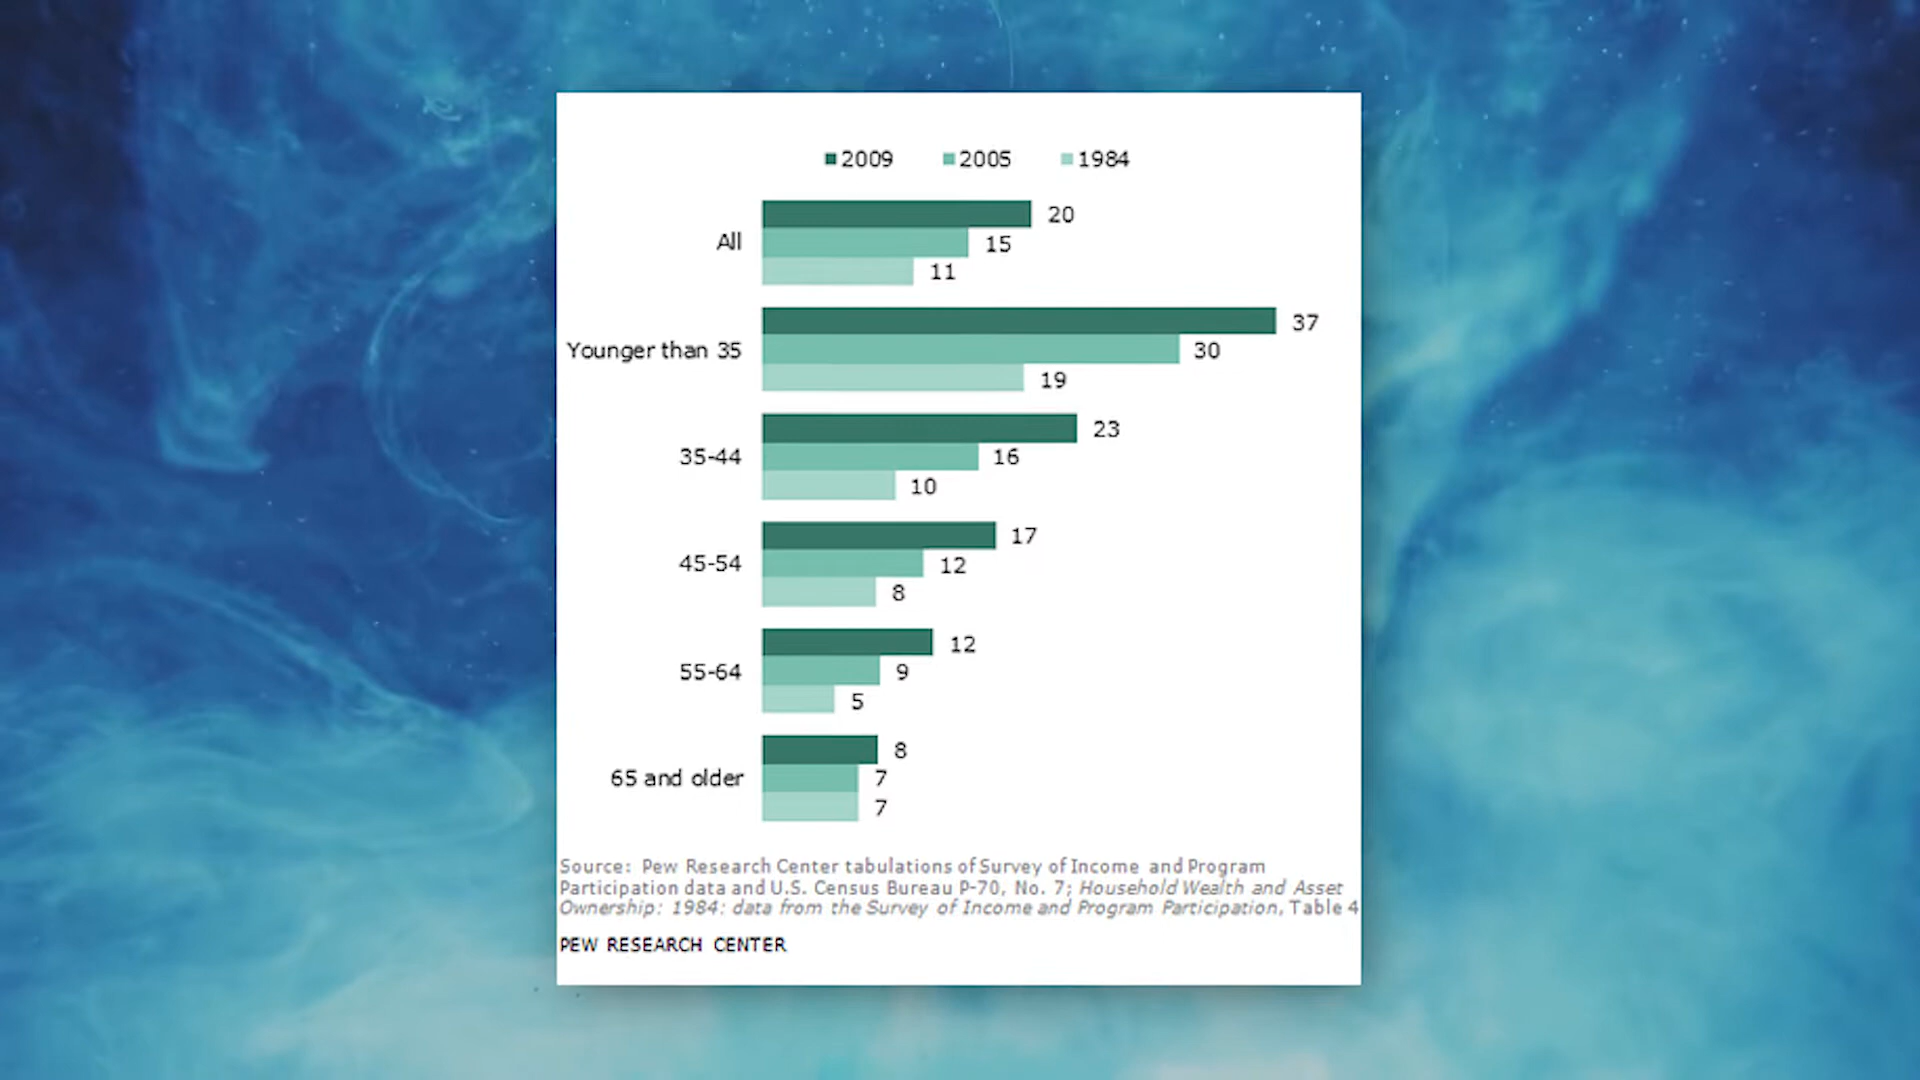 2009 2005 1984
20
All
15
11
37
Younger than 35
30
19
23
35-44
16
10
17
45-54
12
8
12
55-64
9
5
8
65 and older
7
7
Source: Pew Research Center tabulations of Survey of Income and Program
Participation data and U.S. Census Bureau P-70, No. 7; Household Wealth and Asset
Ownership: 1984: data from the Survey of Income and Program Participation, Table 4
PEW RESEARCH CENTER